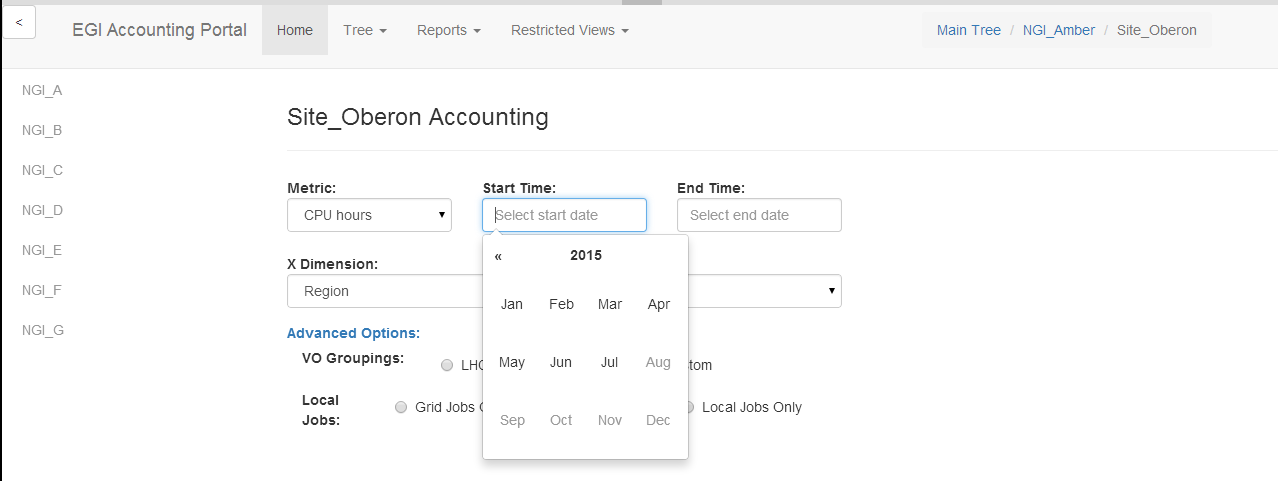 <
EGI Accounting Portal Home Tree Reports Restricted Views Main Tree / NGI_Amber / Site_Oberon
NGI_A
NGI_B
NGI_C
NGI_D
NGI_E
NGI_F
NGI_G
Site_Oberon Accounting
Metric: Start Time: End Time:
CPU hours Select start date Select end date
« 2015
Jan Feb Mar Apr
May Jun Jul Aug
Sep Oct Nov Dec
X Dimension:
Region
Advanced Options:
VO Groupings:
Local
Jobs:
Grid Jobs
Local Jobs Only